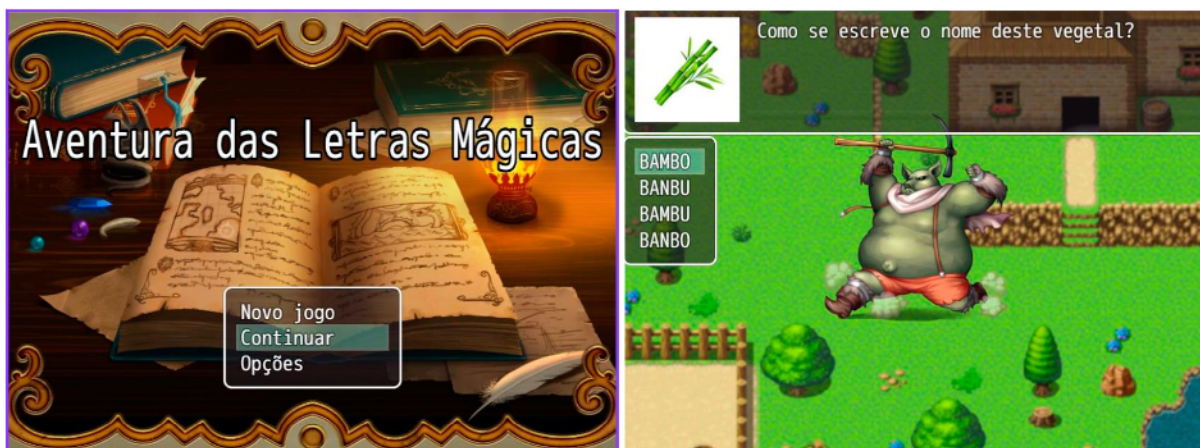 Aventura das Letras Mágicas
Novo jogo
Continuar
Opções
Como se escreve o nome deste vegetal?
BAMBO
BANBU
BAMBU
BANBO